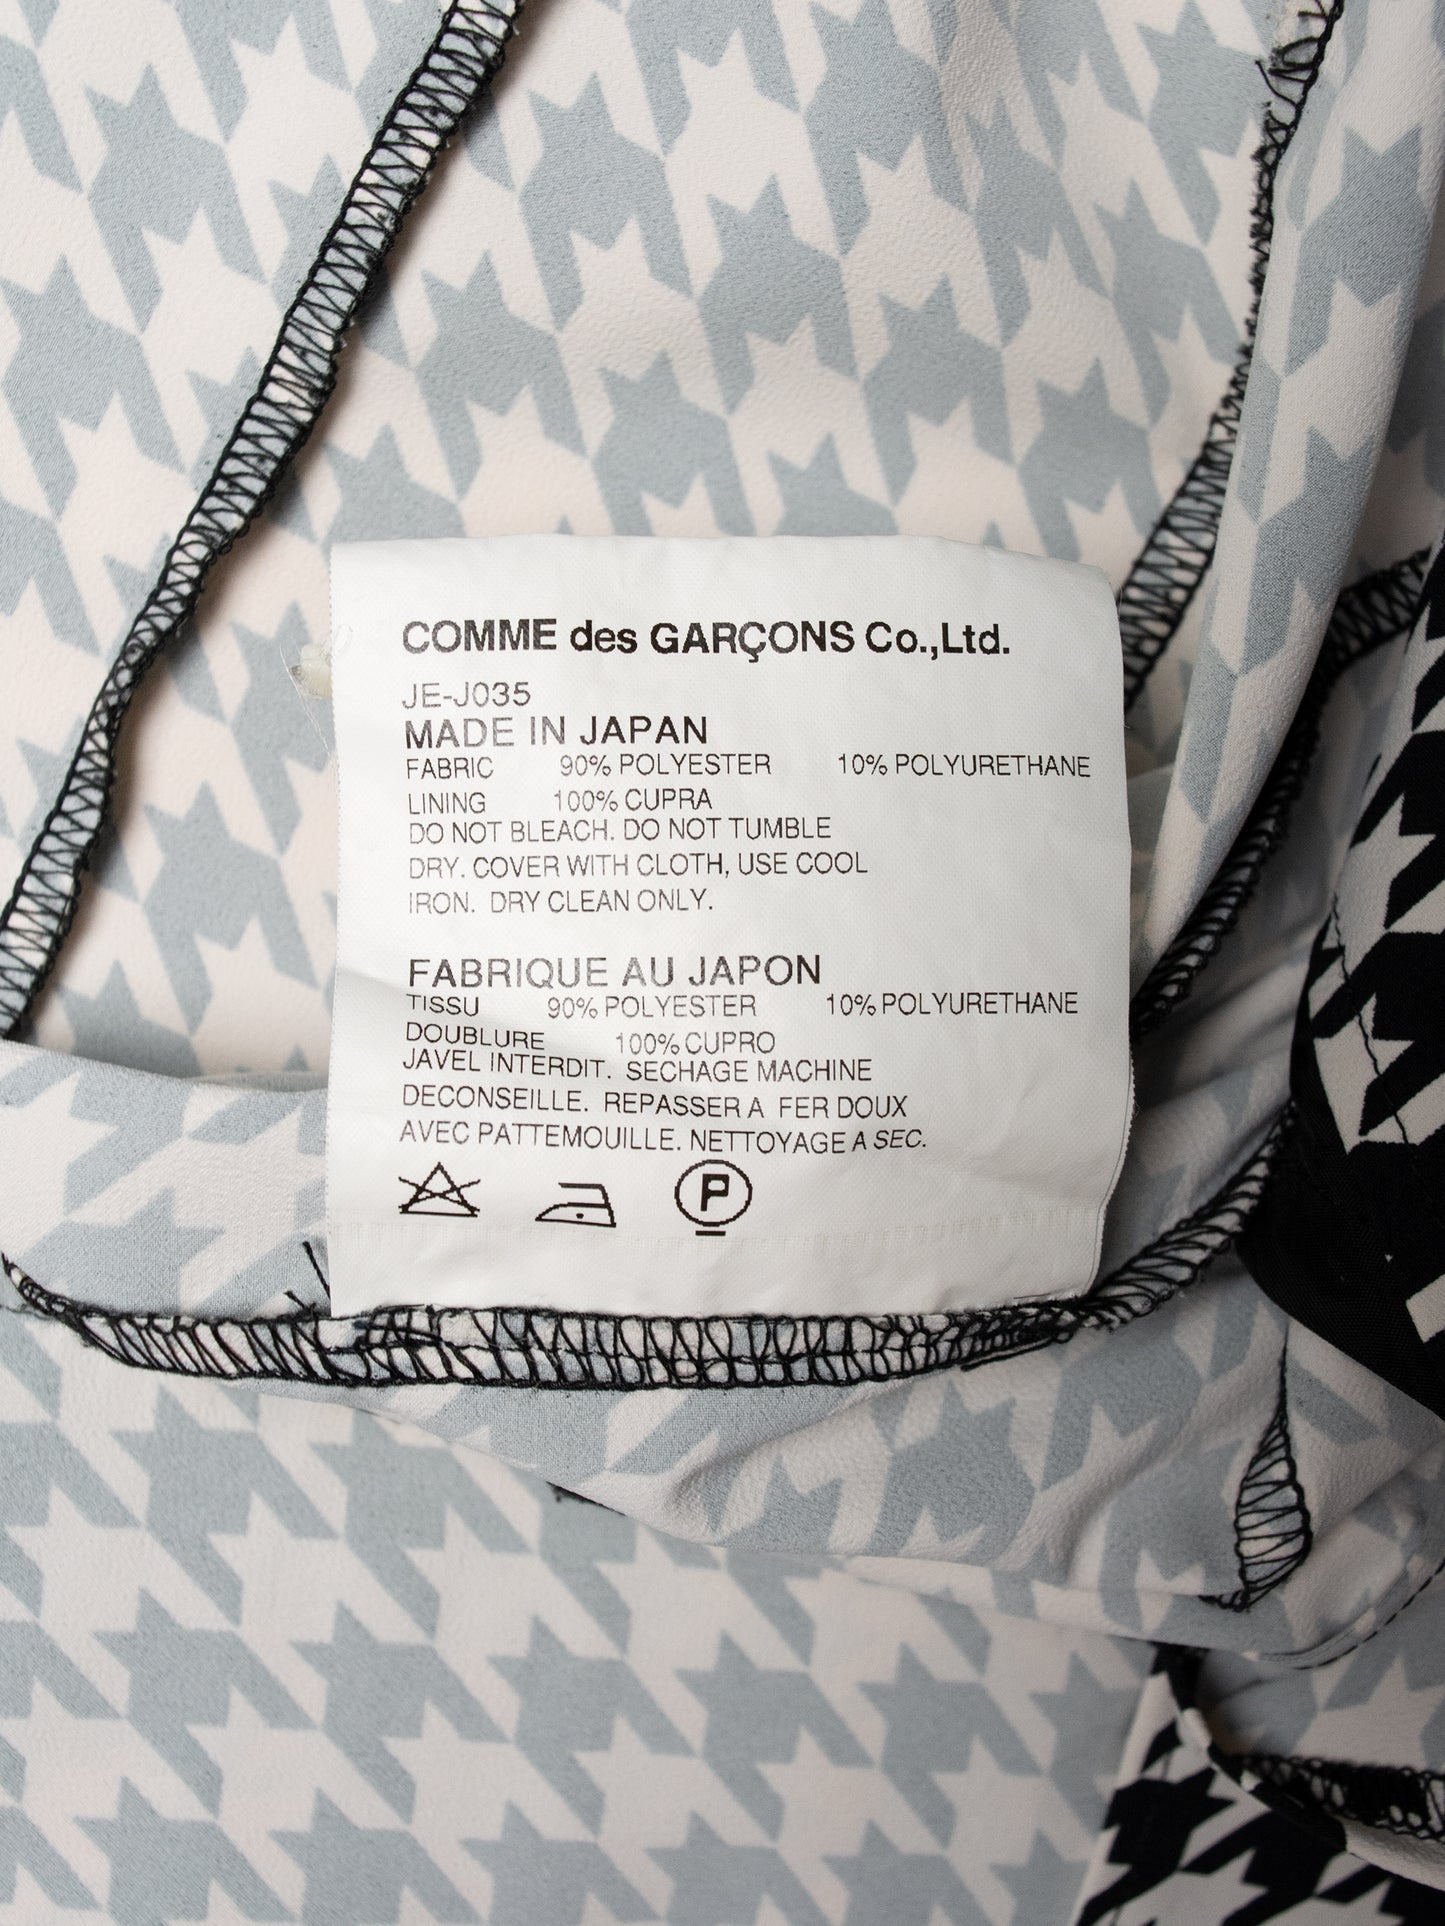 COMME des GARÇONS Co.,Ltd.
JE-J035
MADE IN JAPAN
FABRIC 90% POLYESTER 10% POLYURETHANE
LINING 100% CUPRA
DO NOT BLEACH. DO NOT TUMBLE
DRY. COVER WITH CLOTH, USE COOL
IRON. DRY CLEAN ONLY.
FABRIQUE AU JAPON
TISSU 90% POLYESTER 10% POLYURETHANE
DOUBLURE 100% CUPRO
JAVEL INTERDIT. SECHAGE MACHINE
DECONSEILLE. REPASSER A FER DOUX
AVEC PATTEMOUILLE. NETTOYAGE A SEC.
P